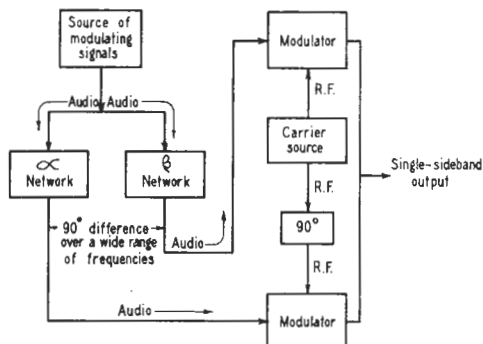 Source of
modulating
signals
Modulator
Audio Audio
R.F.
Carrier
source
Single-sideband
output
∝
Network
β
Network
R.F.
90° difference
over a wide range
of frequencies
Audio
90°
R.F.
Audio
Modulator